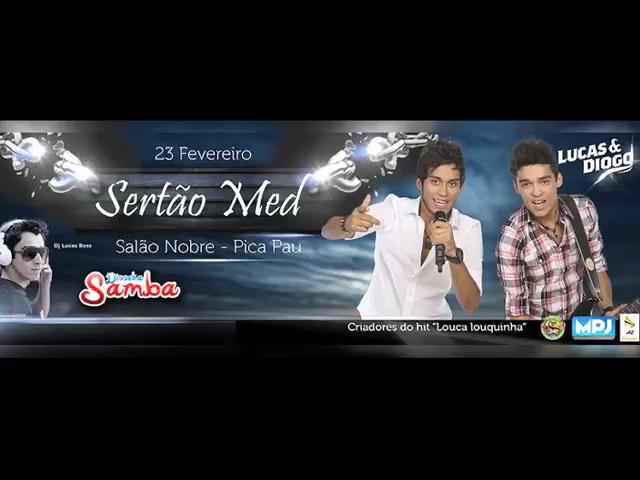 23 Fevereiro
Sertão Med
Salão Nobre - Pica Pau
Dj Lucas Boss
Discoka
Samba
LUCAS &
DIOGO
Criadores do hit "Louca louquinha"
MPJ